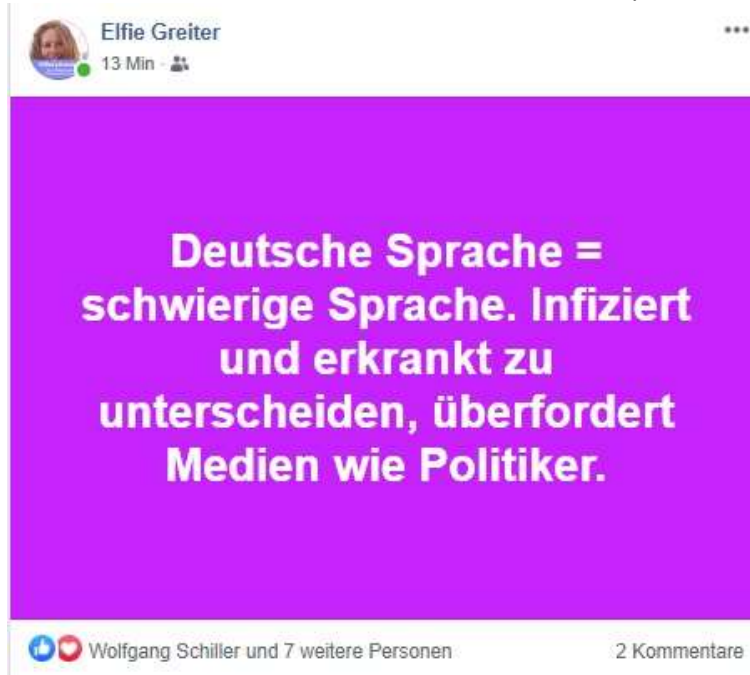 Elfie Greiter
13 Min
Deutsche Sprache =
schwierige Sprache. Infiziert
und erkrankt zu
unterscheiden, überfordert
Medien wie Politiker.
Wolfgang Schiller und 7 weitere Personen 2 Kommentare